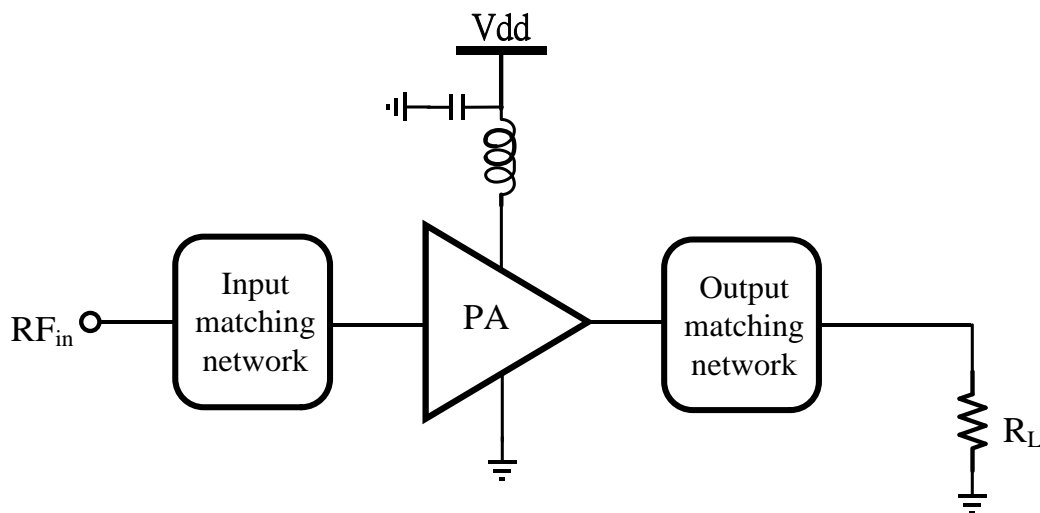 Vdd
RFin
Input
matching
network
PA
Output
matching
network
RL